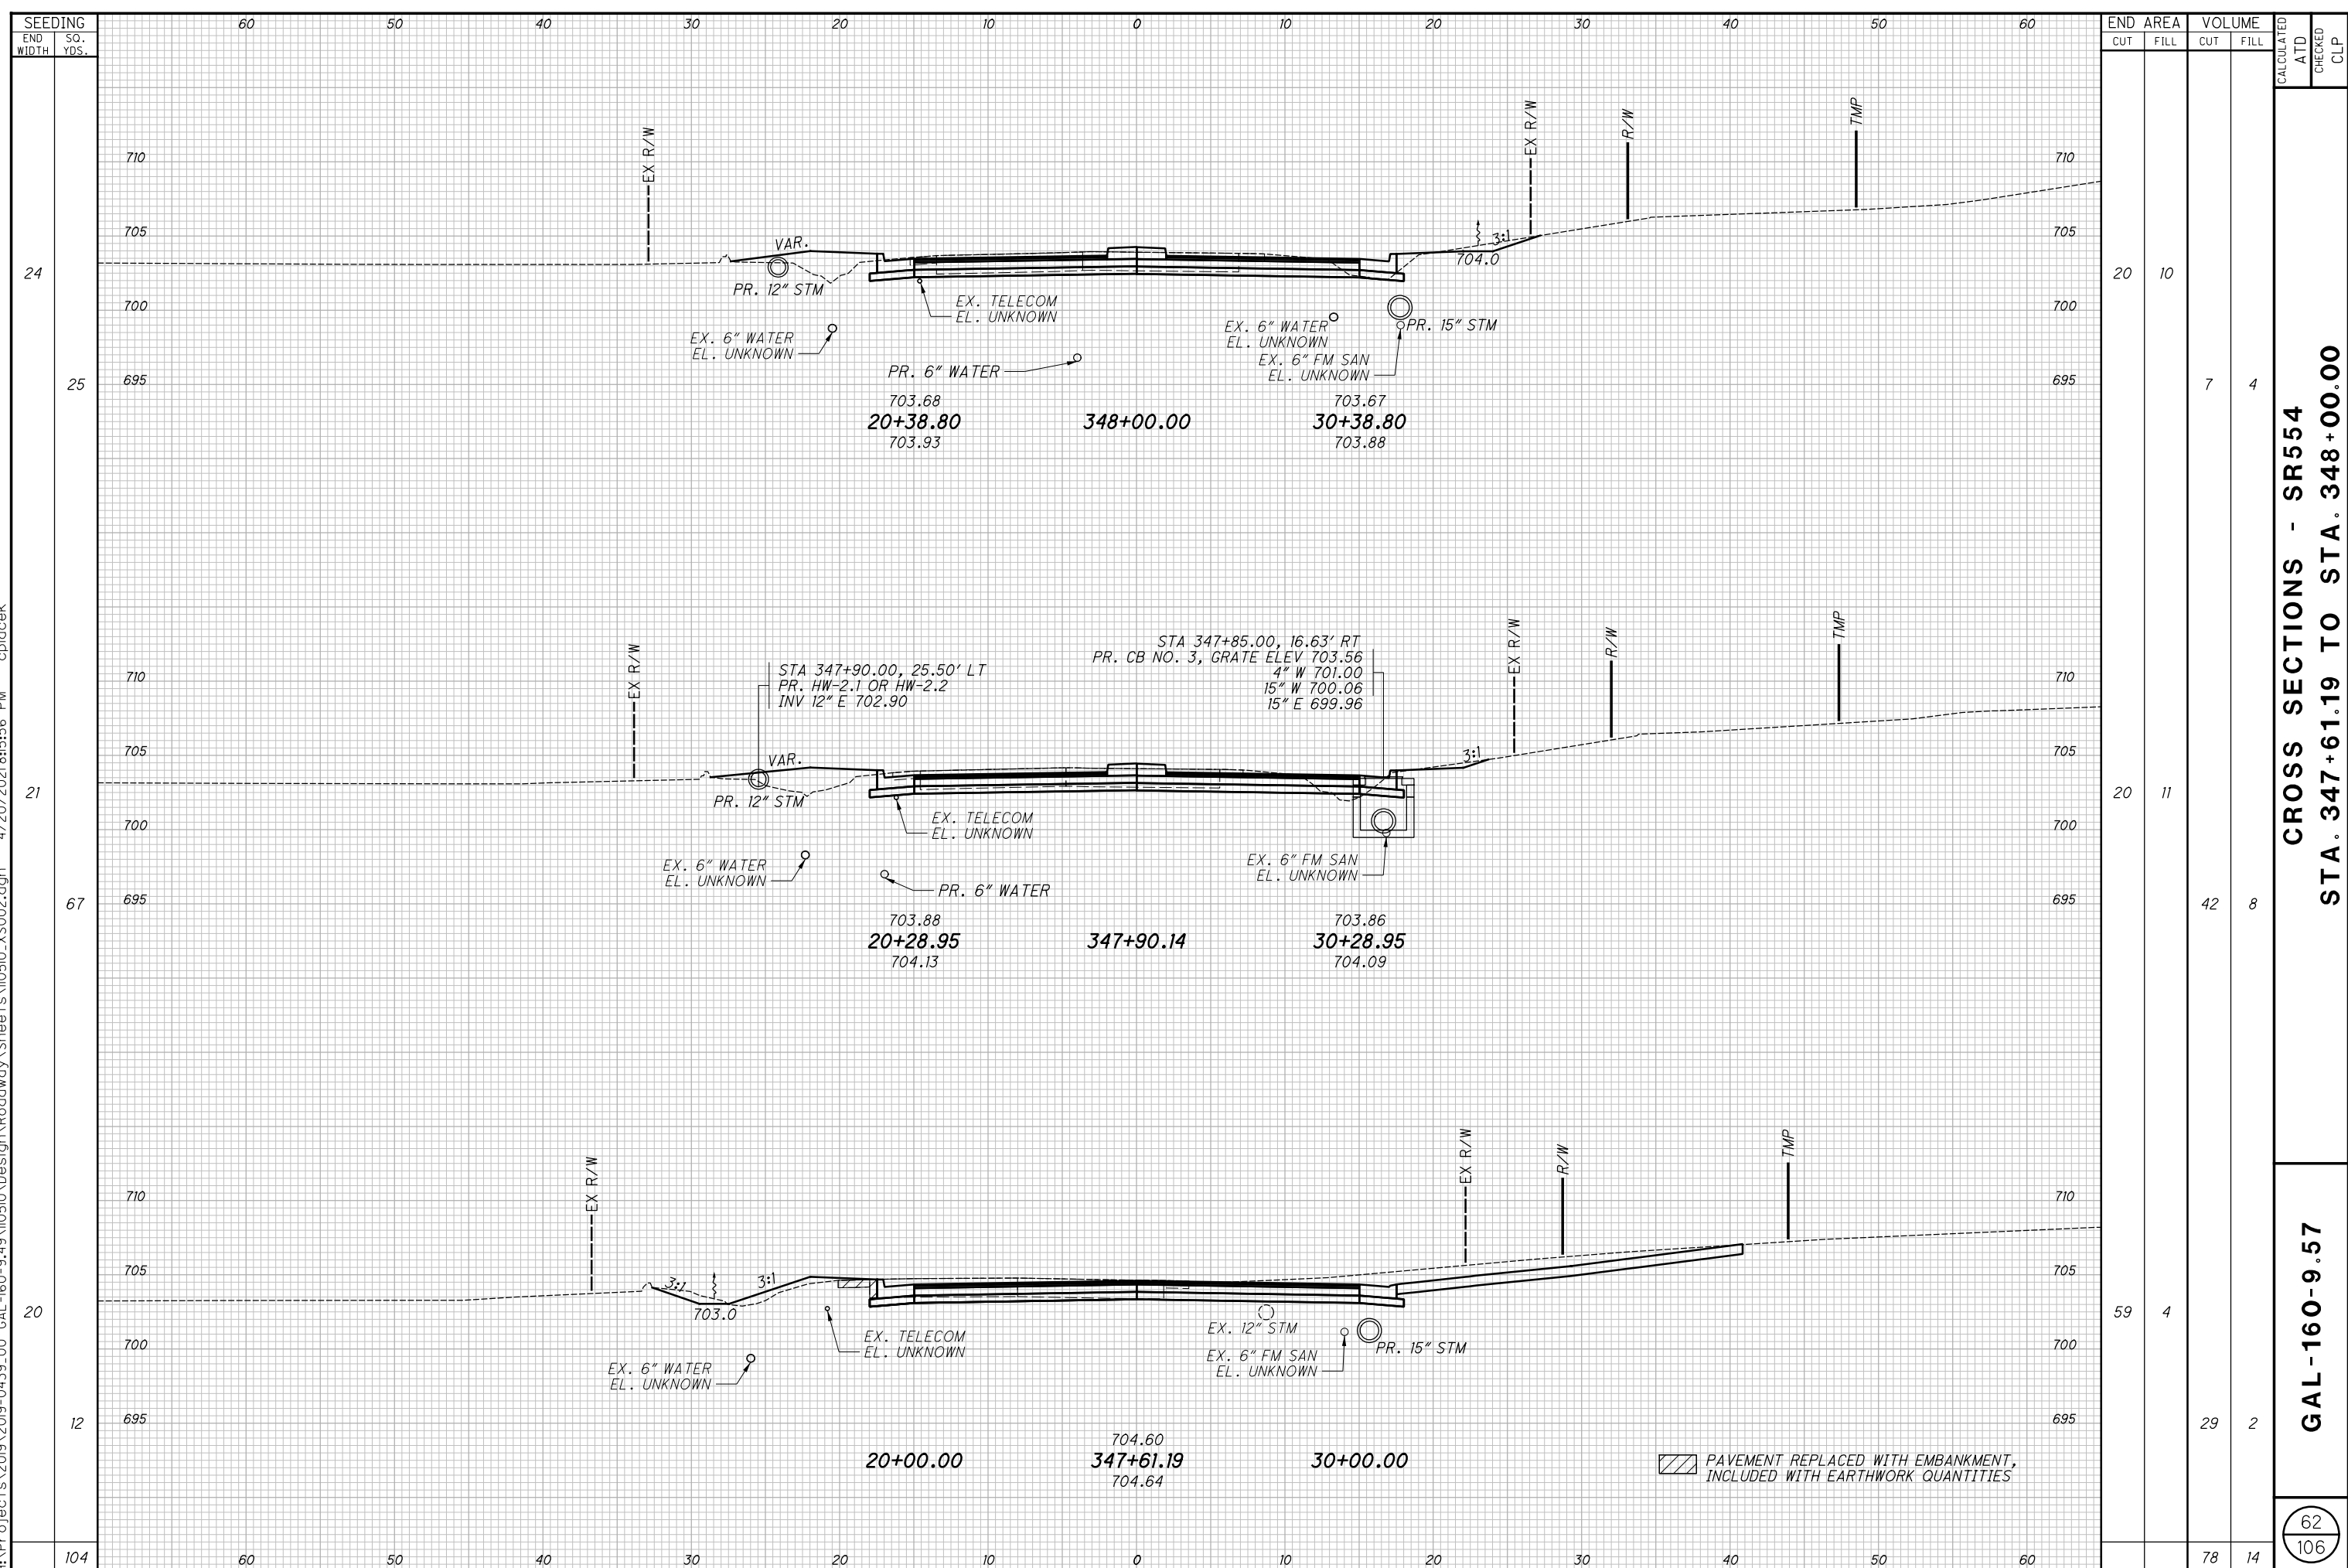 SEEDING
END WIDTH
SQ. YDS.
60 50 40 30 20 10 0 10 20 30 40 50 60
END AREA
VOLUME
CUT FILL CUT FILL
CALCULATED
ATD
CHECKED
CLP
EX R/W
EX R/W
R/W
TMP
710 710
705 705
VAR.
3:1
704.0
24
20 10
PR. 12" STM
EX. TELECOM
EL. UNKNOWN
700 700
EX. 6" WATER
EL. UNKNOWN
EX. 6" WATER
EL. UNKNOWN
PR. 15" STM
EX. 6" FM SAN
EL. UNKNOWN
PR. 6" WATER
25
695 695
7 4
703.68 703.67
20+38.80 348+00.00 30+38.80
703.93 703.88
EX R/W
STA 347+90.00, 25.50' LT
PR. HW-2.1 OR HW-2.2
INV 12" E 702.90
STA 347+85.00, 16.63' RT
PR. CB NO. 3, GRATE ELEV 703.56
4" W 701.00
15" W 700.06
15" E 699.96
EX R/W
R/W
TMP
710 710
705 705
VAR.
3:1
21
20 11
PR. 12" STM
EX. TELECOM
EL. UNKNOWN
700 700
EX. 6" WATER
EL. UNKNOWN
EX. 6" FM SAN
EL. UNKNOWN
PR. 6" WATER
67
695 695
42 8
703.88 703.86
20+28.95 347+90.14 30+28.95
704.13 704.09
EX R/W
EX R/W
R/W
TMP
710 710
705 705
3:1
3:1
703.0
20
59 4
EX. TELECOM
EL. UNKNOWN
EX. 12" STM
PR. 15" STM
700 700
EX. 6" WATER
EL. UNKNOWN
EX. 6" FM SAN
EL. UNKNOWN
12
695 695
29 2
704.60
20+00.00 347+61.19 30+00.00
704.64
PAVEMENT REPLACED WITH EMBANKMENT,
INCLUDED WITH EARTHWORK QUANTITIES
104
60 50 40 30 20 10 0 10 20 30 40 50 60
78 14
CROSS SECTIONS - SR554
STA. 347+61.19 TO STA. 348+00.00
GAL-160-9.57
62
106
cplacek